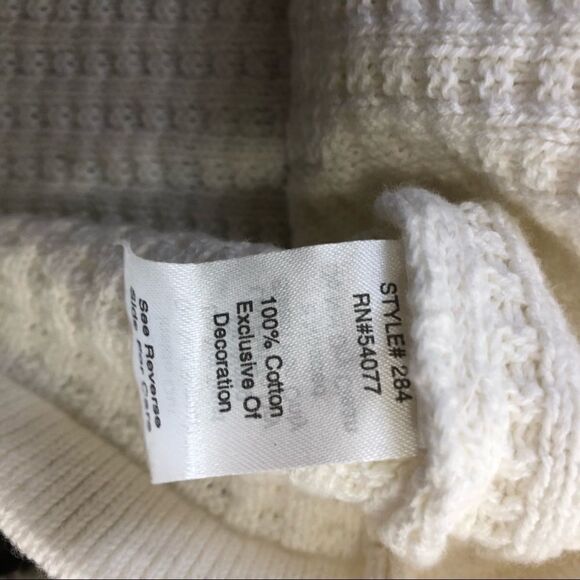 STYLE# 284
RN#54077
100% Cotton
Exclusive Of
Decoration
See Reverse
Side For Care